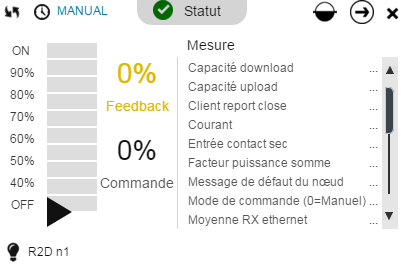 MANUAL
Statut
ON
90%
80%
70%
60%
50%
40%
OFF
0%
Feedback
0%
Commande
Mesure
Capacité download ...
Capacité upload ...
Client report close ...
Courant ...
Entrée contact sec ...
Facteur puissance somme ...
Message de défaut du nœud ...
Mode de commande (0=Manuel) ...
Moyenne RX ethernet ...
R2D n1